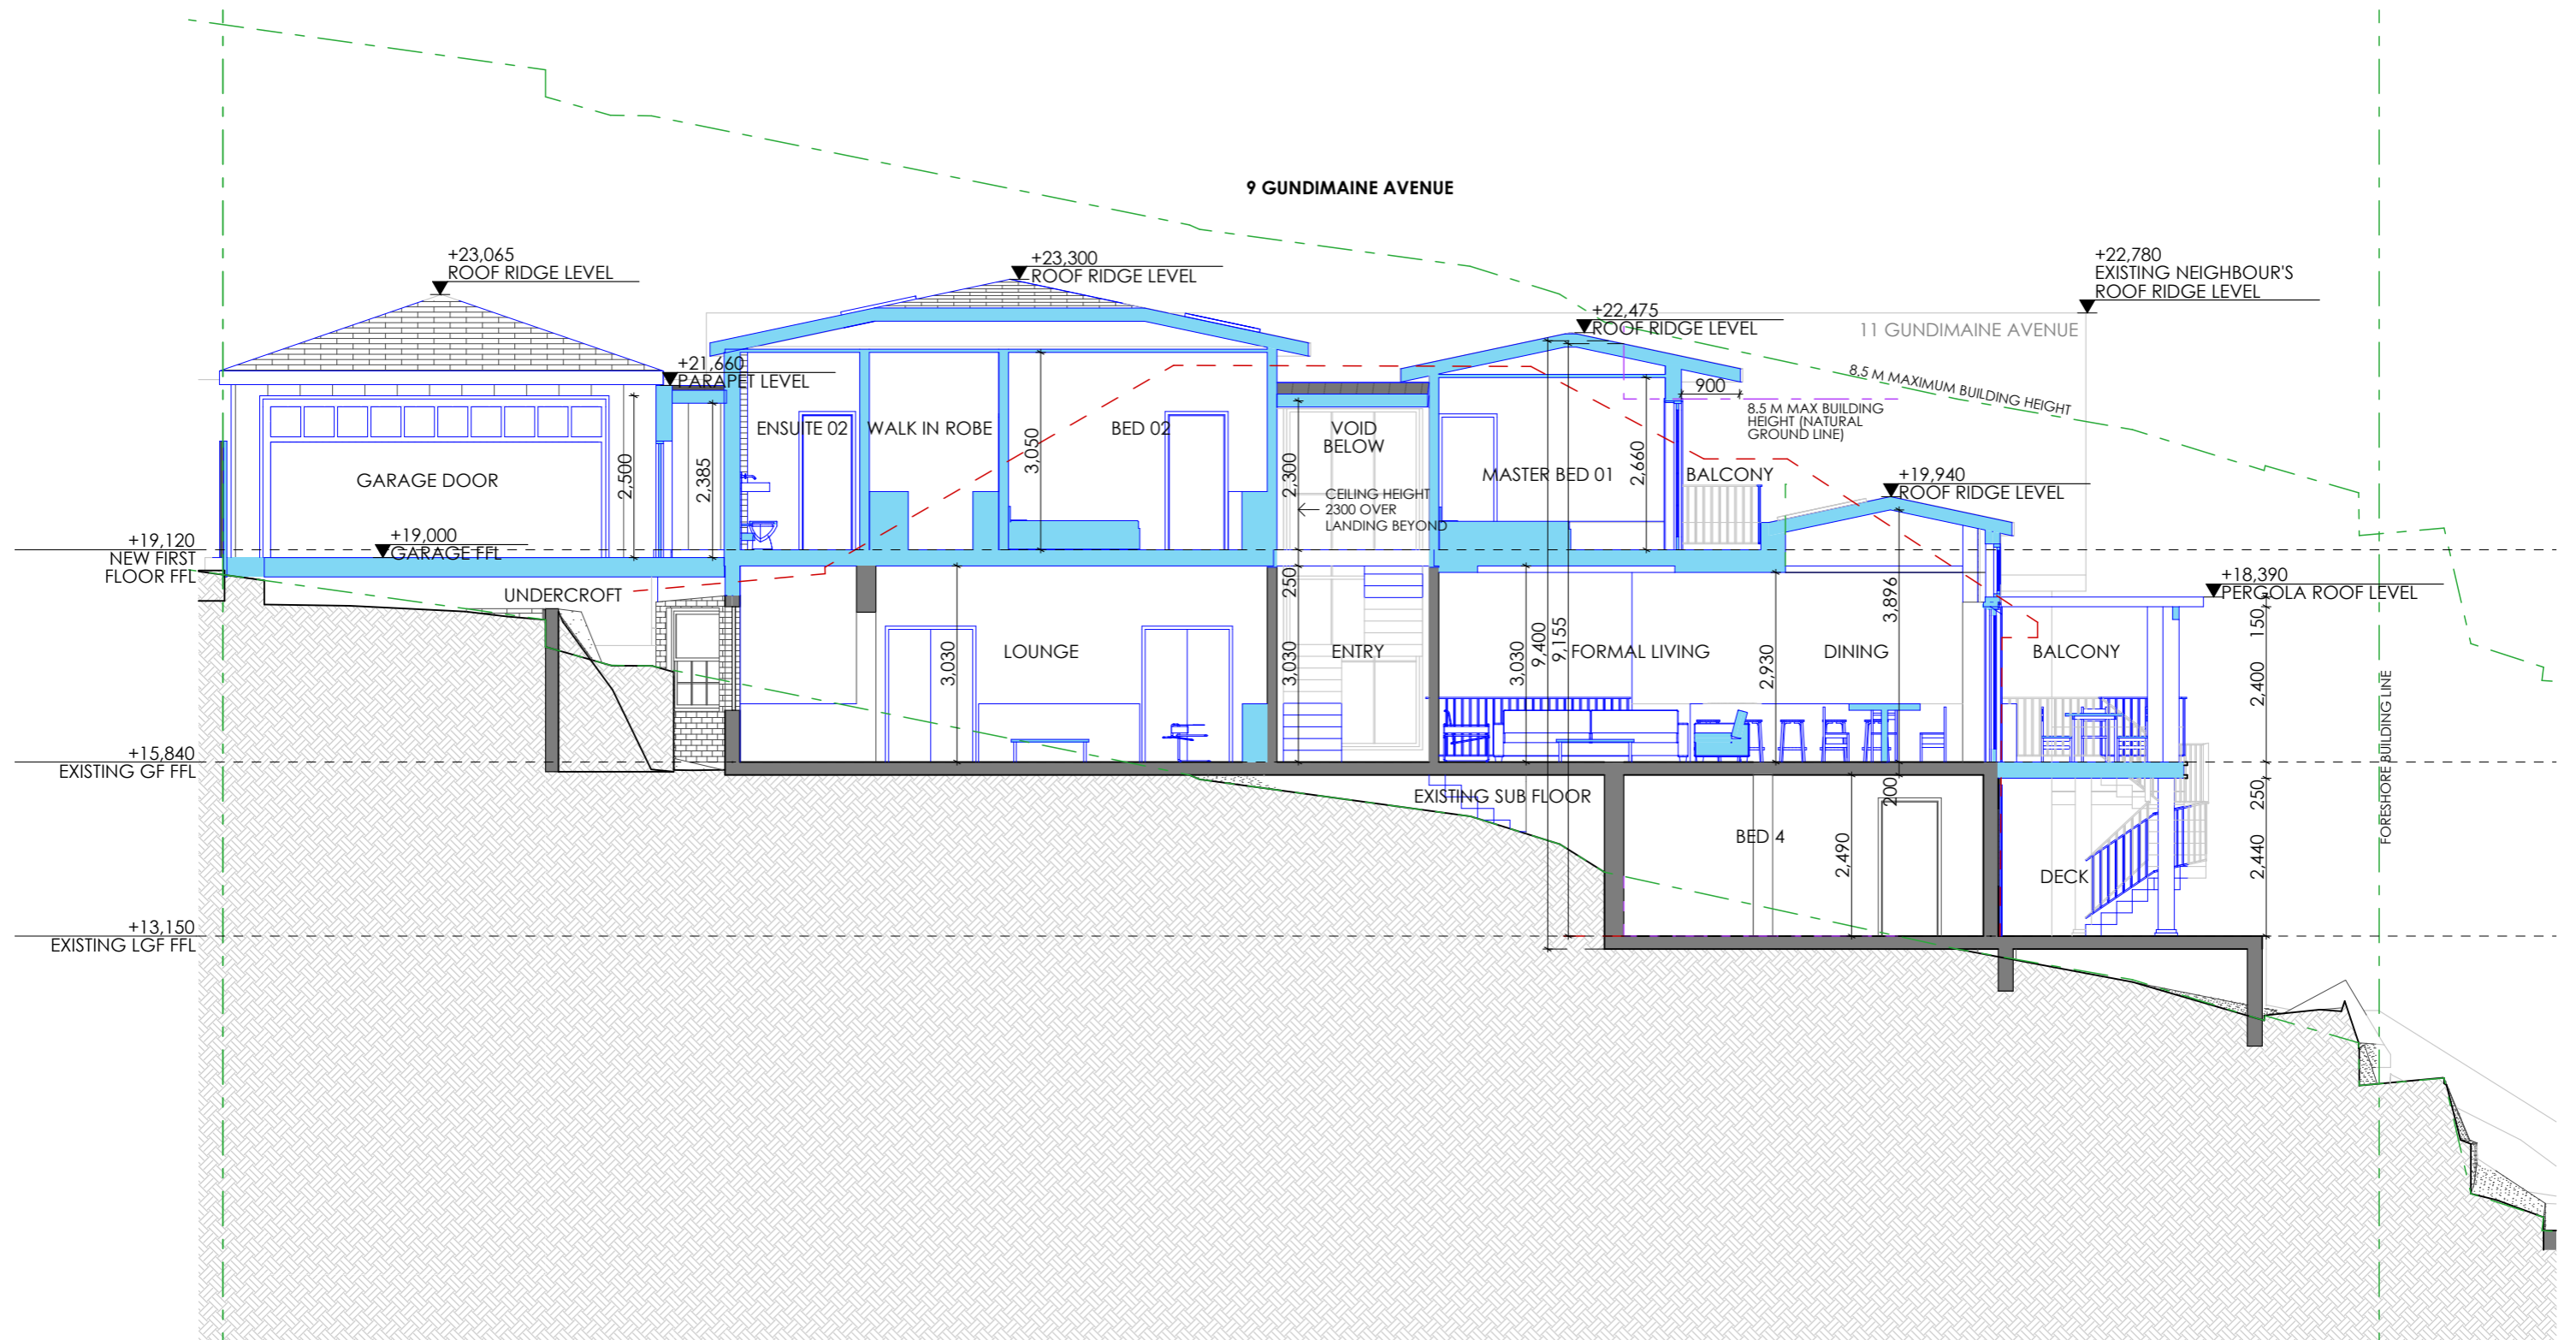 9 GUNDIMAINE AVENUE
+23,065
ROOF RIDGE LEVEL
+23,300
ROOF RIDGE LEVEL
+22,780
EXISTING NEIGHBOUR'S
ROOF RIDGE LEVEL
+22,475
ROOF RIDGE LEVEL
11 GUNDIMAINE AVENUE
+21,660
PARAPET LEVEL
8.5 M MAXIMUM BUILDING HEIGHT
900
8.5 M MAX BUILDING
HEIGHT (NATURAL
GROUND LINE)
ENSUITE 02
WALK IN ROBE
BED 02
3,050
VOID
BELOW
2,300
CEILING HEIGHT
2300 OVER
LANDING BEYOND
MASTER BED 01
2,660
BALCONY
+19,940
ROOF RIDGE LEVEL
GARAGE DOOR
2,500
2,385
+19,000
GARAGE FFL
+19,120
NEW FIRST
FLOOR FFL
UNDERCROFT
250
3,896
+18,390
PERGOLA ROOF LEVEL
150
LOUNGE
3,030
3,030
ENTRY
3,030
9,400
9,155
FORMAL LIVING
2,930
DINING
BALCONY
2,400
FORESHORE BUILDING LINE
+15,840
EXISTING GF FFL
EXISTING SUB FLOOR
200
250
BED 4
2,490
DECK
2,440
+13,150
EXISTING LGF FFL